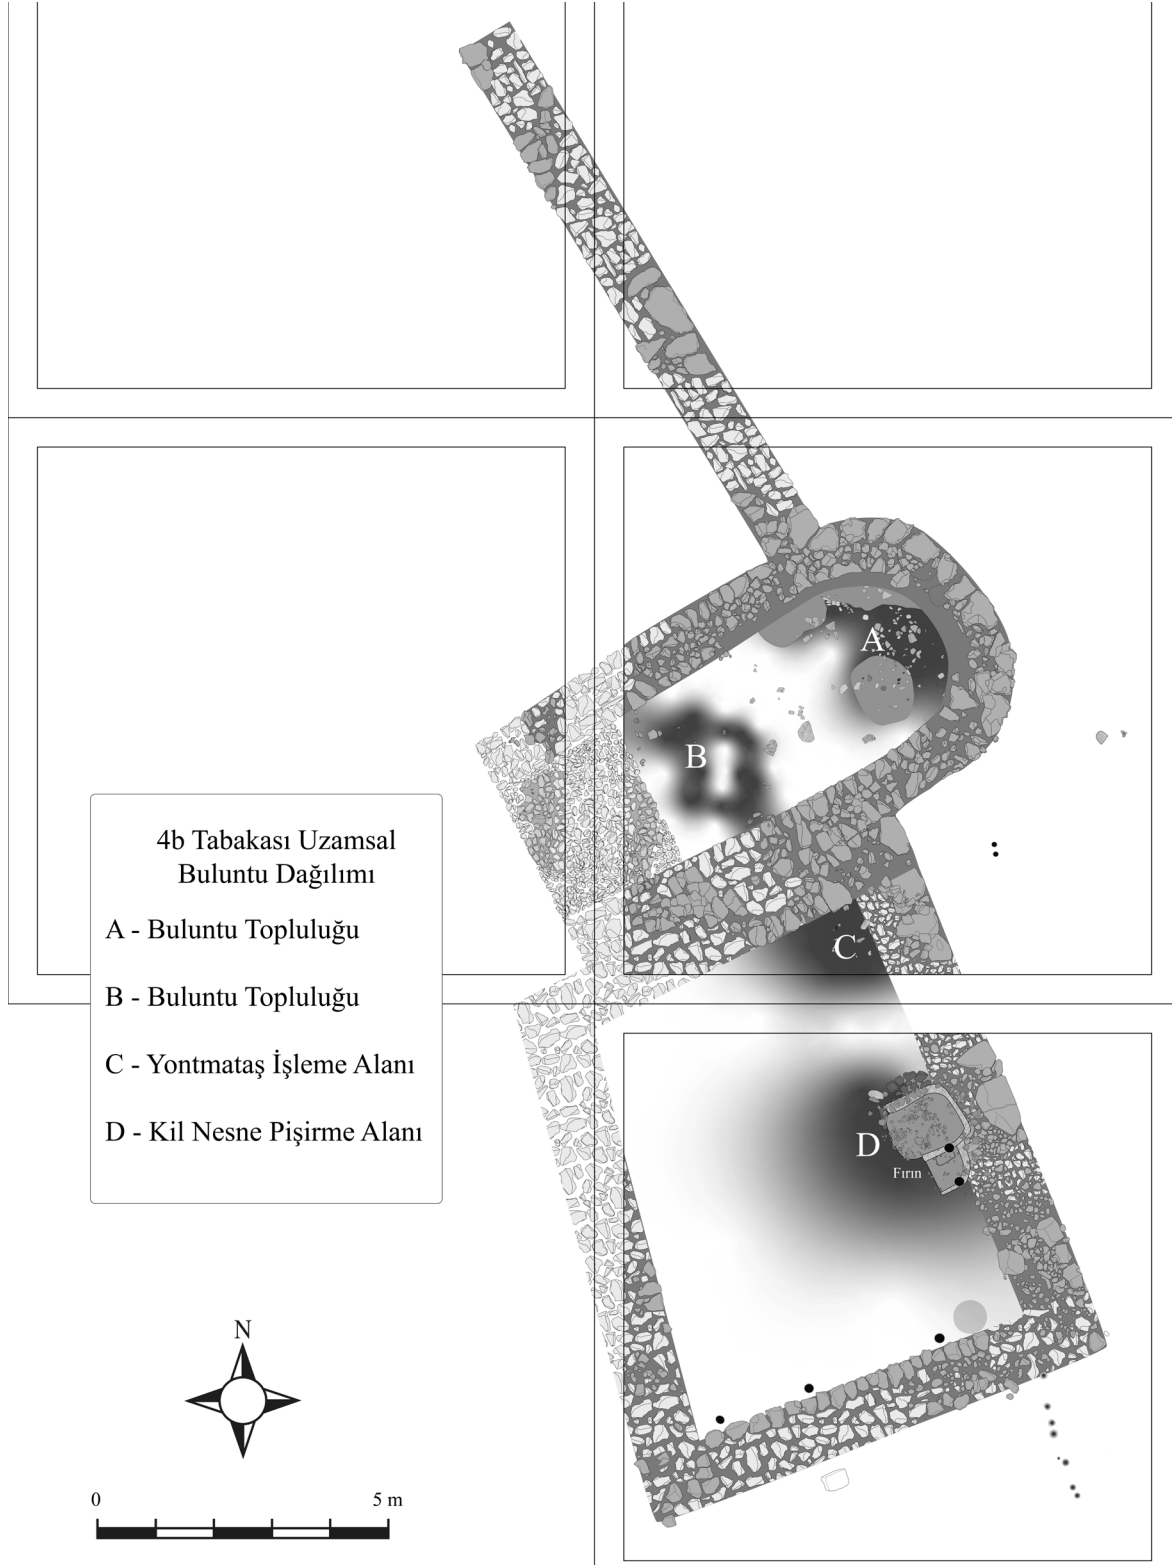 A
B
C
D
Fırın
4b Tabakası Uzamsal
Buluntu Dağılımı
A - Buluntu Topluluğu
B - Buluntu Topluluğu
C - Yontmataş İşleme Alanı
D - Kil Nesne Pişirme Alanı
N
0 5 m